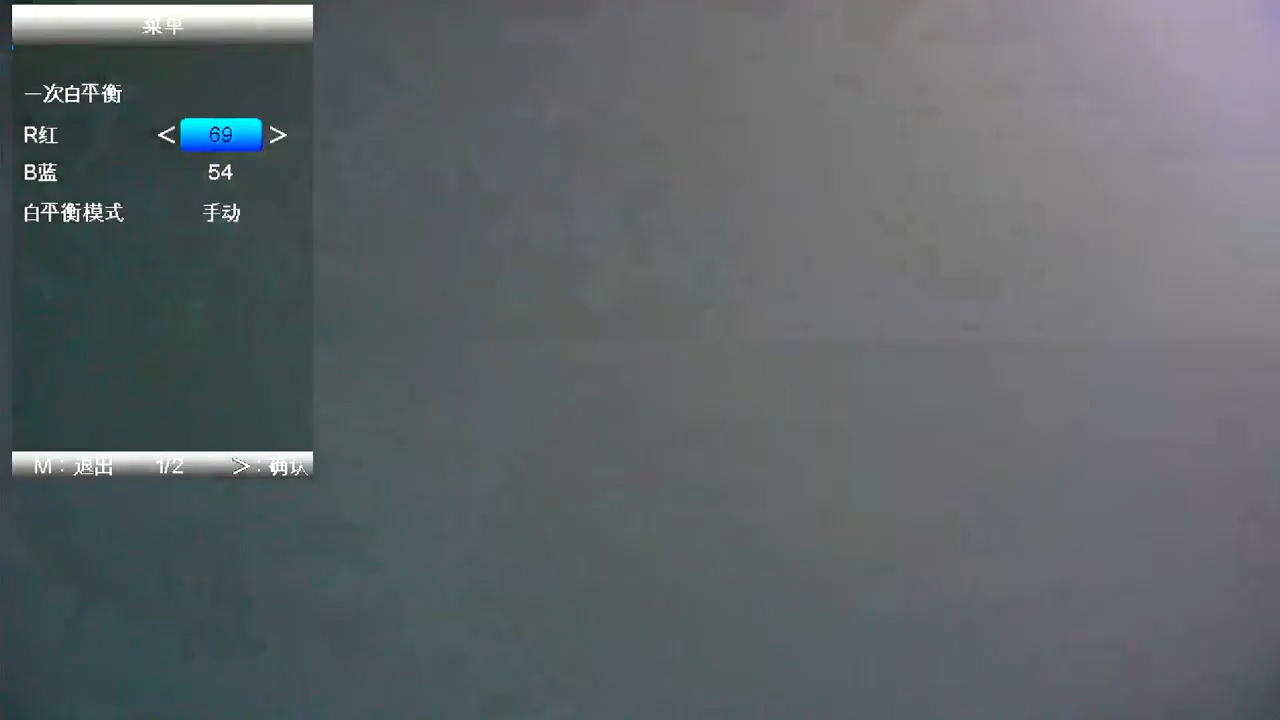 菜单
一次白平衡
R红 < 69 >
B蓝 54
白平衡模式 手动
M：退出 1/2 >：确认